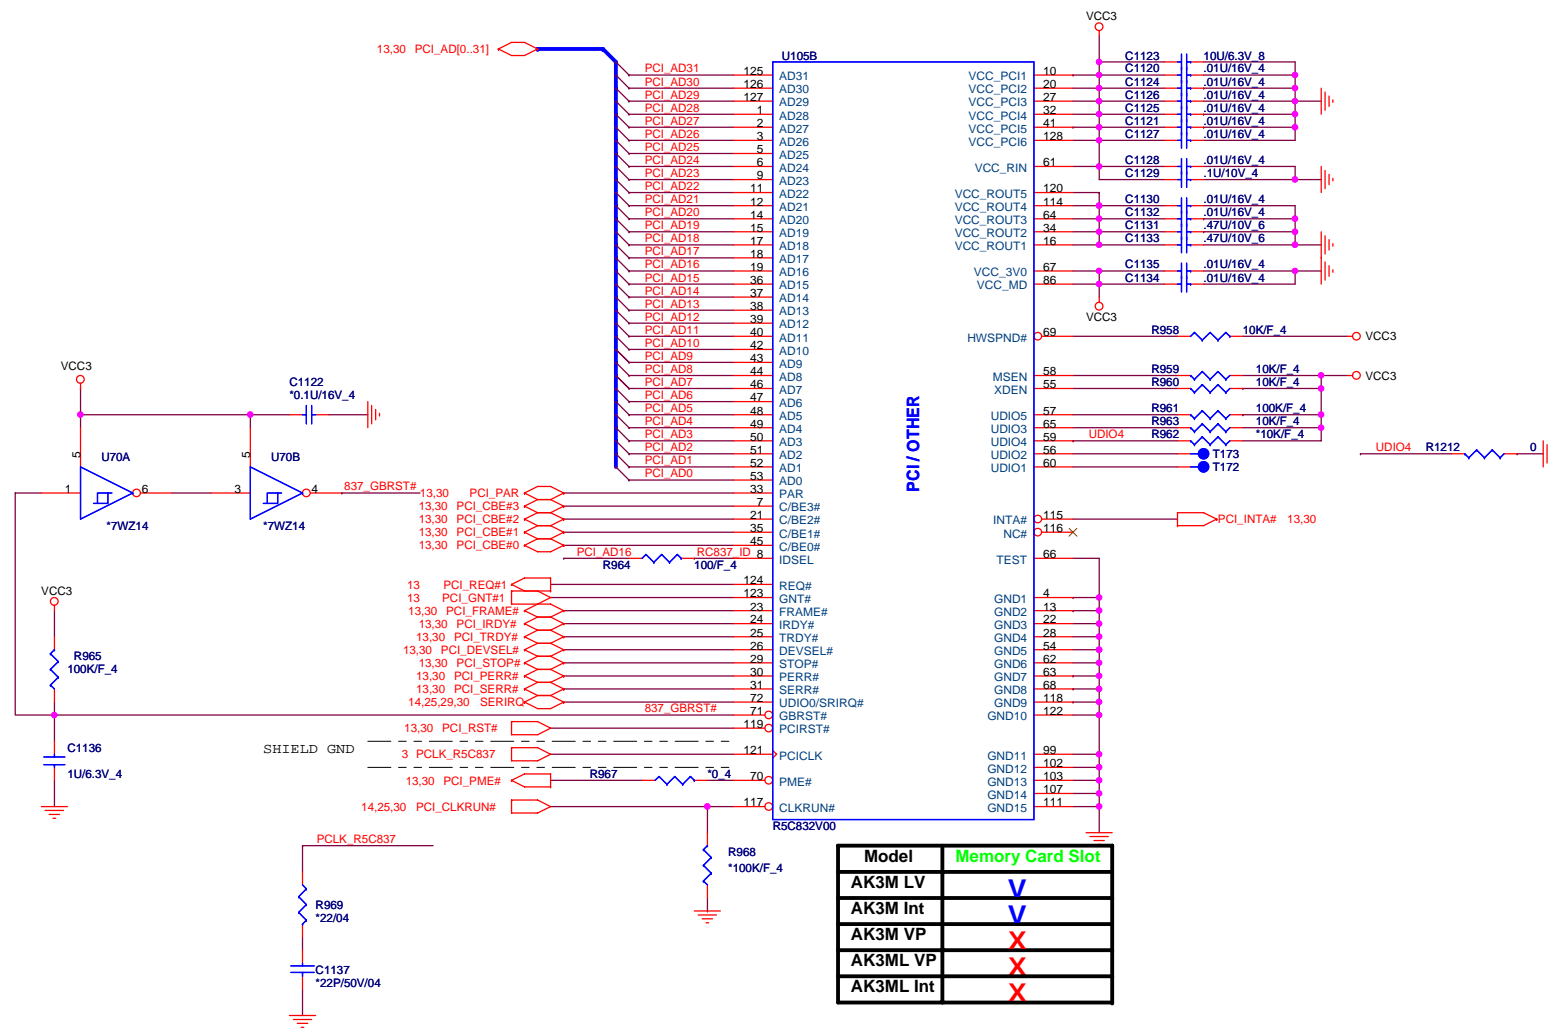 VCC3
13,30 PCI_AD[0..31]
U105B
PCI_AD31 125 AD31
PCI_AD30 126 AD30
PCI_AD29 127 AD29
PCI_AD28 1 AD28
PCI_AD27 2 AD27
PCI_AD26 3 AD26
PCI_AD25 5 AD25
PCI_AD24 6 AD24
PCI_AD23 9 AD23
PCI_AD22 11 AD22
PCI_AD21 12 AD21
PCI_AD20 14 AD20
PCI_AD19 15 AD19
PCI_AD18 17 AD18
PCI_AD17 18 AD17
PCI_AD16 19 AD16
PCI_AD15 36 AD15
PCI_AD14 37 AD14
PCI_AD13 38 AD13
PCI_AD12 39 AD12
PCI_AD11 40 AD11
PCI_AD10 42 AD10
PCI_AD9 43 AD9
PCI_AD8 44 AD8
PCI_AD7 46 AD7
PCI_AD6 47 AD6
PCI_AD5 48 AD5
PCI_AD4 49 AD4
PCI_AD3 50 AD3
PCI_AD2 51 AD2
PCI_AD1 52 AD1
PCI_AD0 53 AD0
13,30 PCI_PAR 33 PAR
13,30 PCI_CBE#3 7 C/BE3#
13,30 PCI_CBE#2 21 C/BE2#
13,30 PCI_CBE#1 35 C/BE1#
13,30 PCI_CBE#0 45 C/BE0#
PCI_AD16 RC837_ID 8 IDSEL
R964 100/F_4
13 PCI_REQ#1 124 REQ#
13 PCI_GNT#1 123 GNT#
13,30 PCI_FRAME# 23 FRAME#
13,30 PCI_IRDY# 24 IRDY#
13,30 PCI_TRDY# 25 TRDY#
13,30 PCI_DEVSEL# 26 DEVSEL#
13,30 PCI_STOP# 29 STOP#
13,30 PCI_PERR# 30 PERR#
13,30 PCI_SERR# 31 SERR#
14,25,29,30 SERIRQ 72 UDIO0/SRIRQ#
837_GBRST# 71 GBRST#
13,30 PCI_RST# 119 PCIRST#
SHIELD GND
3 PCLK_R5C837 121 PCICLK
13,30 PCI_PME# R967 *0_4 70 PME#
14,25,30 PCI_CLKRUN# 117 CLKRUN#
R5C832V00
PCI / OTHER
VCC_PCI1 10 C1123 10U/6.3V_8
VCC_PCI2 20 C1120 .01U/16V_4
VCC_PCI3 27 C1124 .01U/16V_4
VCC_PCI4 32 C1126 .01U/16V_4
VCC_PCI5 41 C1125 .01U/16V_4
VCC_PCI6 128 C1121 .01U/16V_4
C1127 .01U/16V_4
VCC_RIN 61 C1128 .01U/16V_4
C1129 .1U/10V_4
VCC_ROUT5 120
VCC_ROUT4 114 C1130 .01U/16V_4
VCC_ROUT3 64 C1132 .01U/16V_4
VCC_ROUT2 34 C1131 .47U/10V_6
VCC_ROUT1 16 C1133 .47U/10V_6
VCC_3V0 67 C1135 .01U/16V_4
VCC_MD 86 C1134 .01U/16V_4
VCC3
HWSPND# 69 R958 10K/F_4 VCC3
MSEN 58 R959 10K/F_4 VCC3
XDEN 55 R960 10K/F_4
UDIO5 57 R961 100K/F_4
UDIO3 65 R963 10K/F_4
UDIO4 59 UDIO4 R962 *10K/F_4
UDIO2 56 T173
UDIO1 60 T172
UDIO4 R1212 0
INTA# 115 PCI_INTA# 13,30
NC# 116
TEST 66
GND1 4
GND2 13
GND3 22
GND4 28
GND5 54
GND6 62
GND7 63
GND8 68
GND9 118
GND10 122
GND11 99
GND12 102
GND13 103
GND14 107
GND15 111
VCC3
C1122
*0.1U/16V_4
U70A
5
1
6
*7WZ14
U70B
5
3
4
*7WZ14
837_GBRST#
VCC3
R965
100K/F_4
C1136
1U/6.3V_4
PCLK_R5C837
R969
*22/04
C1137
*22P/50V/04
R968
*100K/F_4
Model Memory Card Slot
AK3M LV V
AK3M Int V
AK3M VP X
AK3ML VP X
AK3ML Int X